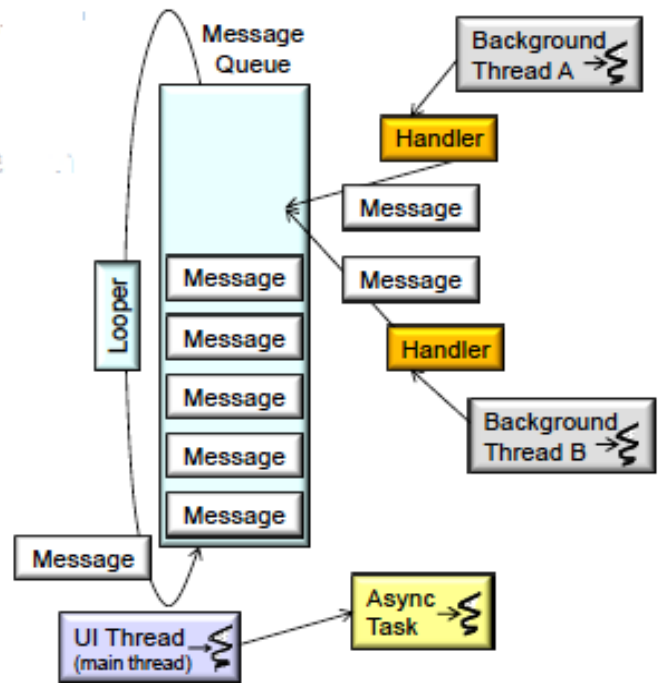 Message
Queue
Background
Thread A
Handler
Message
Message
Message
Looper
Message
Handler
Message
Background
Thread B
Message
Message
Message
Async
Task
UI Thread
(main thread)